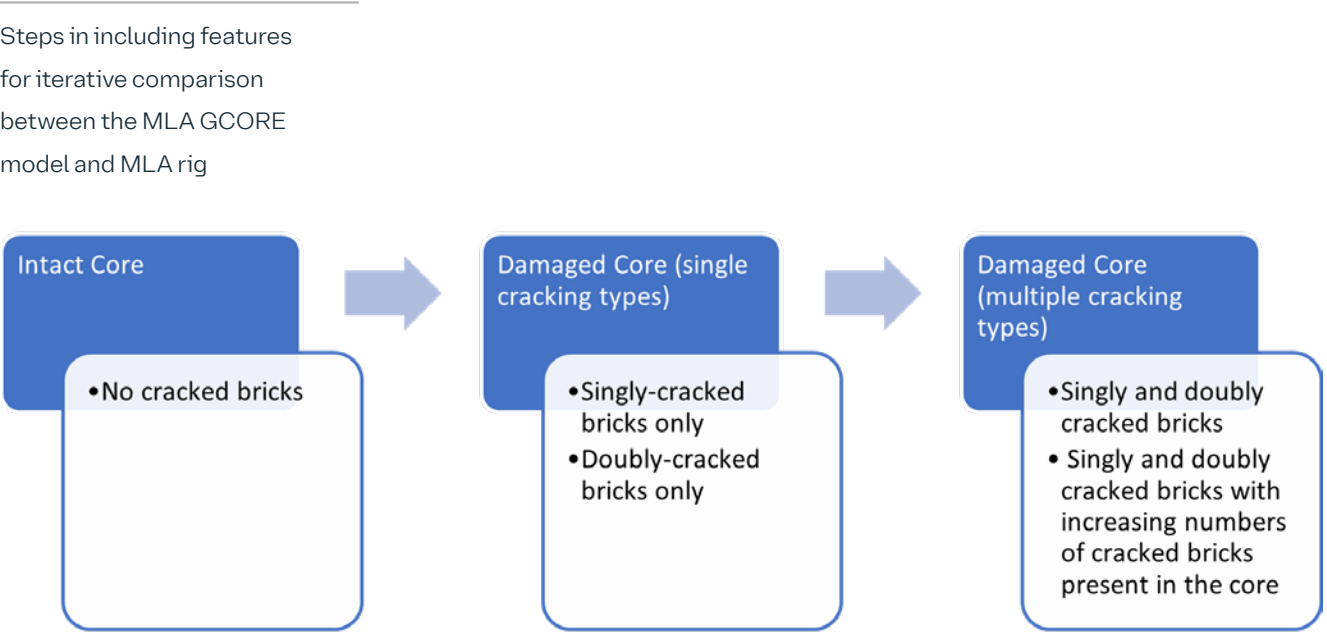 Steps in including features
for iterative comparison
between the MLA GCORE
model and MLA rig
Intact Core
•No cracked bricks
Damaged Core (single
cracking types)
•Singly-cracked
bricks only
•Doubly-cracked
bricks only
Damaged Core
(multiple cracking
types)
•Singly and doubly
cracked bricks
• Singly and doubly
cracked bricks with
increasing numbers
of cracked bricks
present in the core